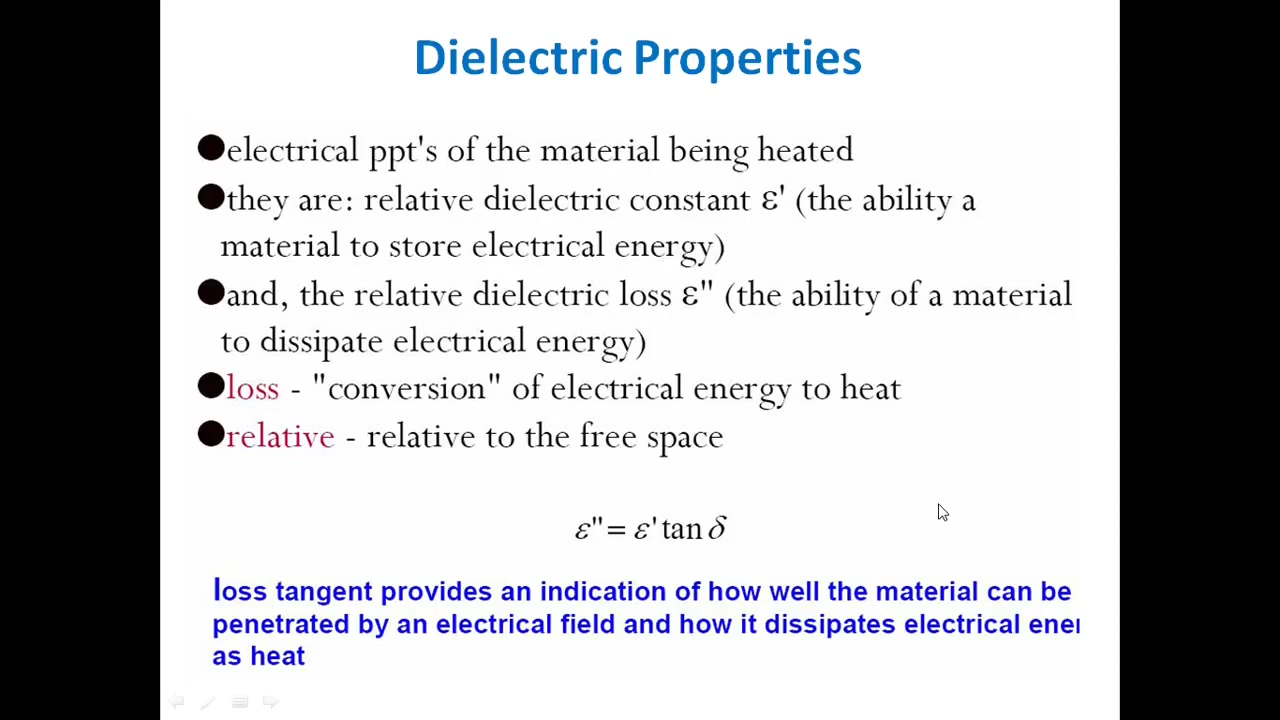 Dielectric Properties
●electrical ppt's of the material being heated
●they are: relative dielectric constant ε' (the ability a
material to store electrical energy)
●and, the relative dielectric loss ε" (the ability of a material
to dissipate electrical energy)
●loss - "conversion" of electrical energy to heat
●relative - relative to the free space
ε"= ε' tan δ
loss tangent provides an indication of how well the material can be
penetrated by an electrical field and how it dissipates electrical ener
as heat